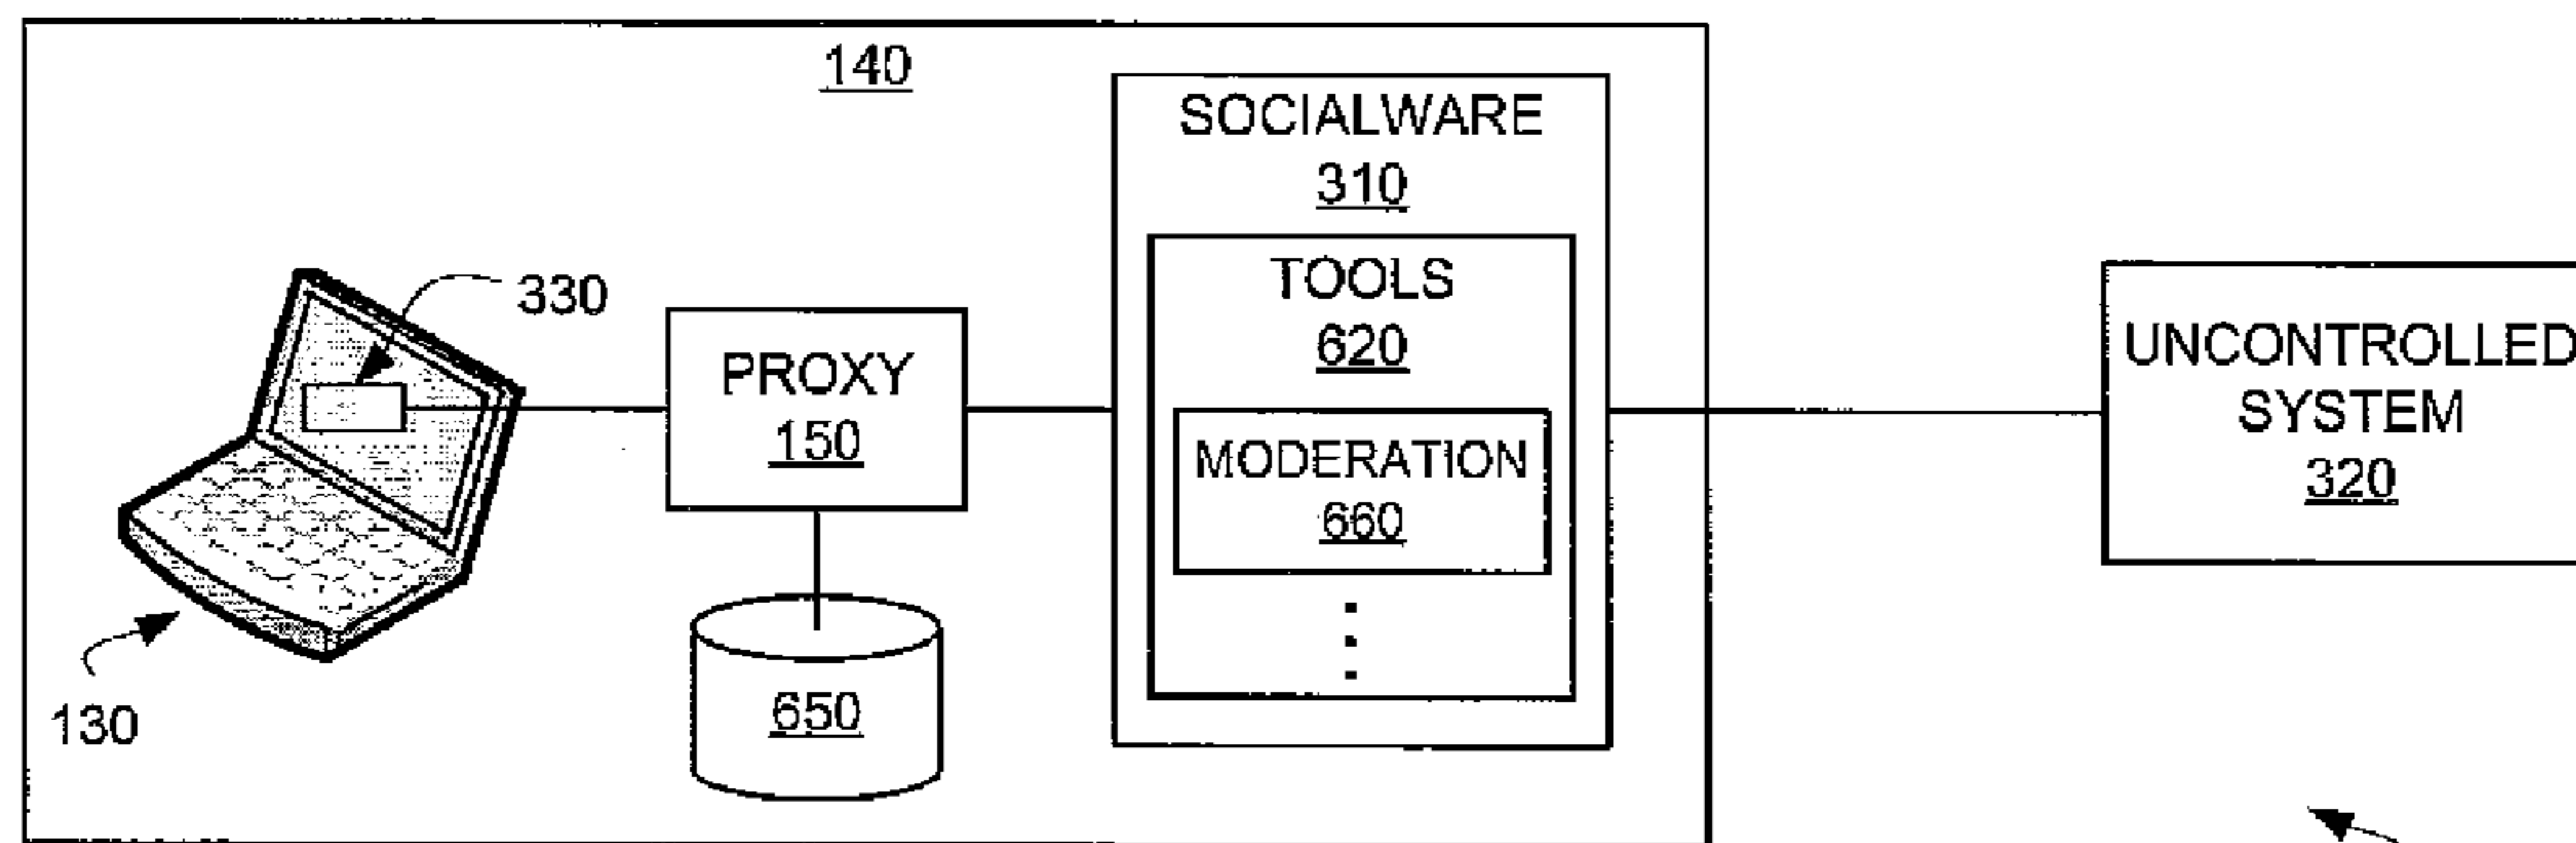 140
SOCIALWARE
310
TOOLS
620
MODERATION
660
330
PROXY
150
650
130
UNCONTROLLED
SYSTEM
320